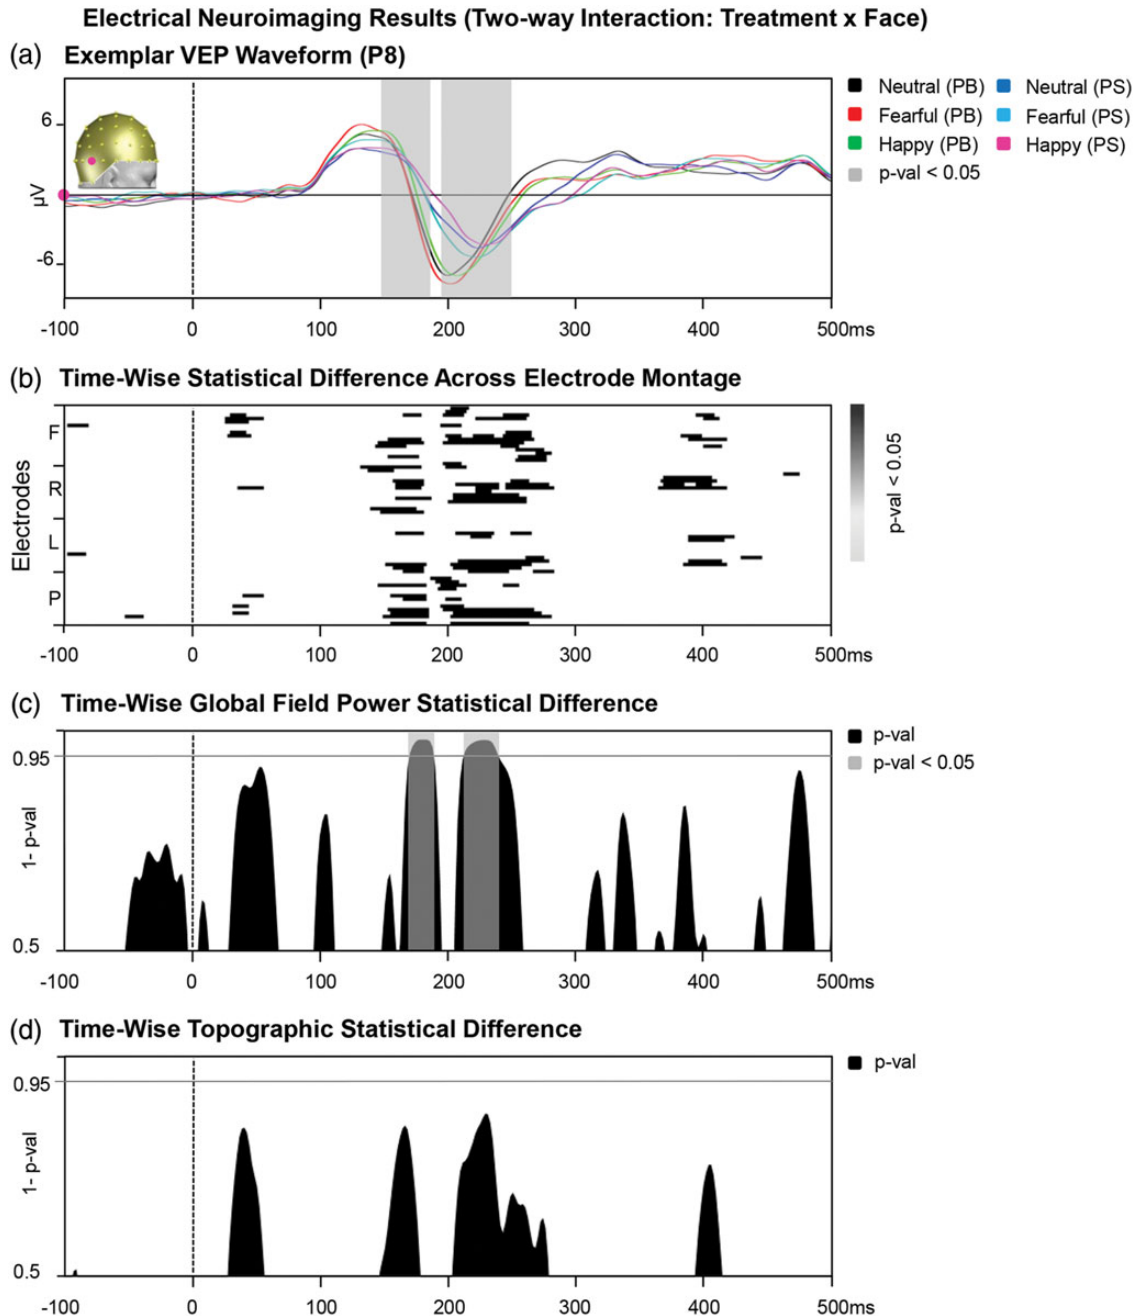 Electrical Neuroimaging Results (Two-way Interaction: Treatment x Face)
(a) Exemplar VEP Waveform (P8)
6
µV
-6
-100 0 100 200 300 400 500ms
Neutral (PB) Neutral (PS)
Fearful (PB) Fearful (PS)
Happy (PB) Happy (PS)
p-val < 0.05
(b) Time-Wise Statistical Difference Across Electrode Montage
Electrodes
F
R
L
P
-100 0 100 200 300 400 500ms
p-val < 0.05
(c) Time-Wise Global Field Power Statistical Difference
0.95
1- p-val
0.5
-100 0 100 200 300 400 500ms
p-val
p-val < 0.05
(d) Time-Wise Topographic Statistical Difference
0.95
1- p-val
0.5
-100 0 100 200 300 400 500ms
p-val